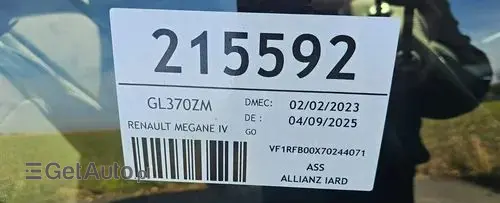 215592
GL370ZM DMEC: 02/02/2023
DE : 04/09/2025
RENAULT MEGANE IV GO
VF1RFB00X70244071
ASS
ALLIANZ IARD
GetAuto